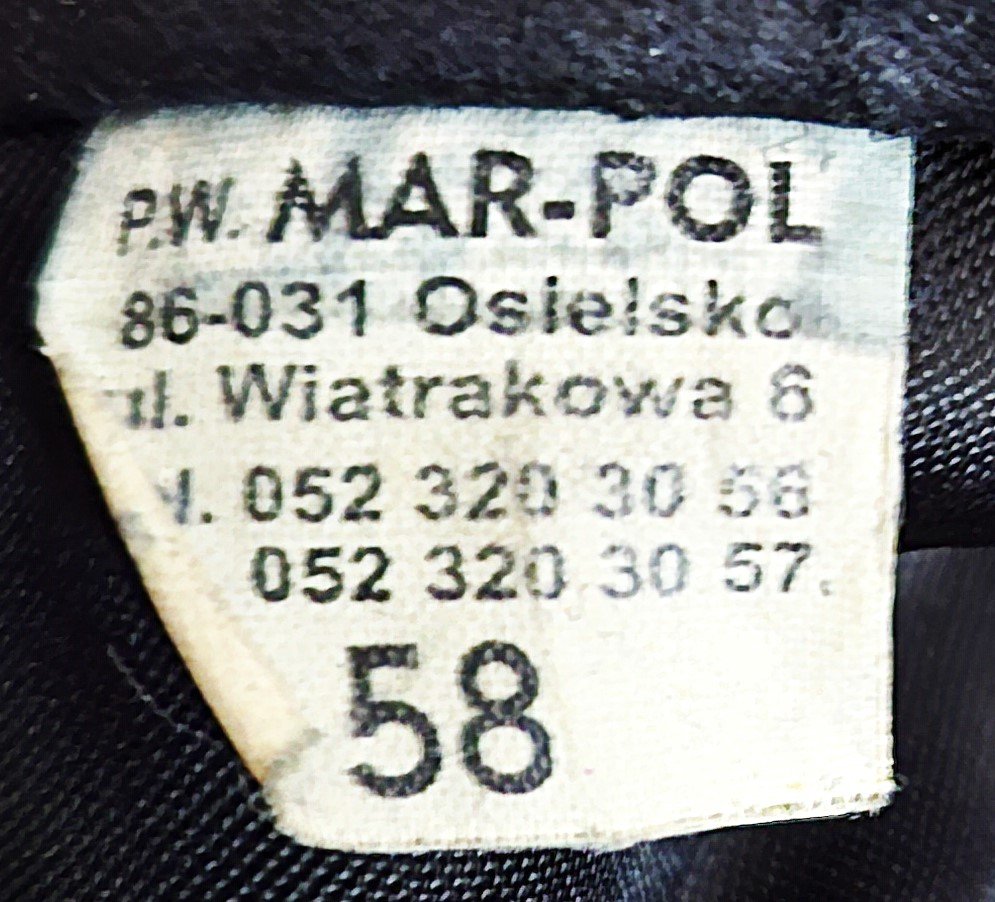 P.W. MAR-POL
86-031 Osielsko
ul. Wiatrakowa 6
052 320 30 56
052 320 30 57.
58